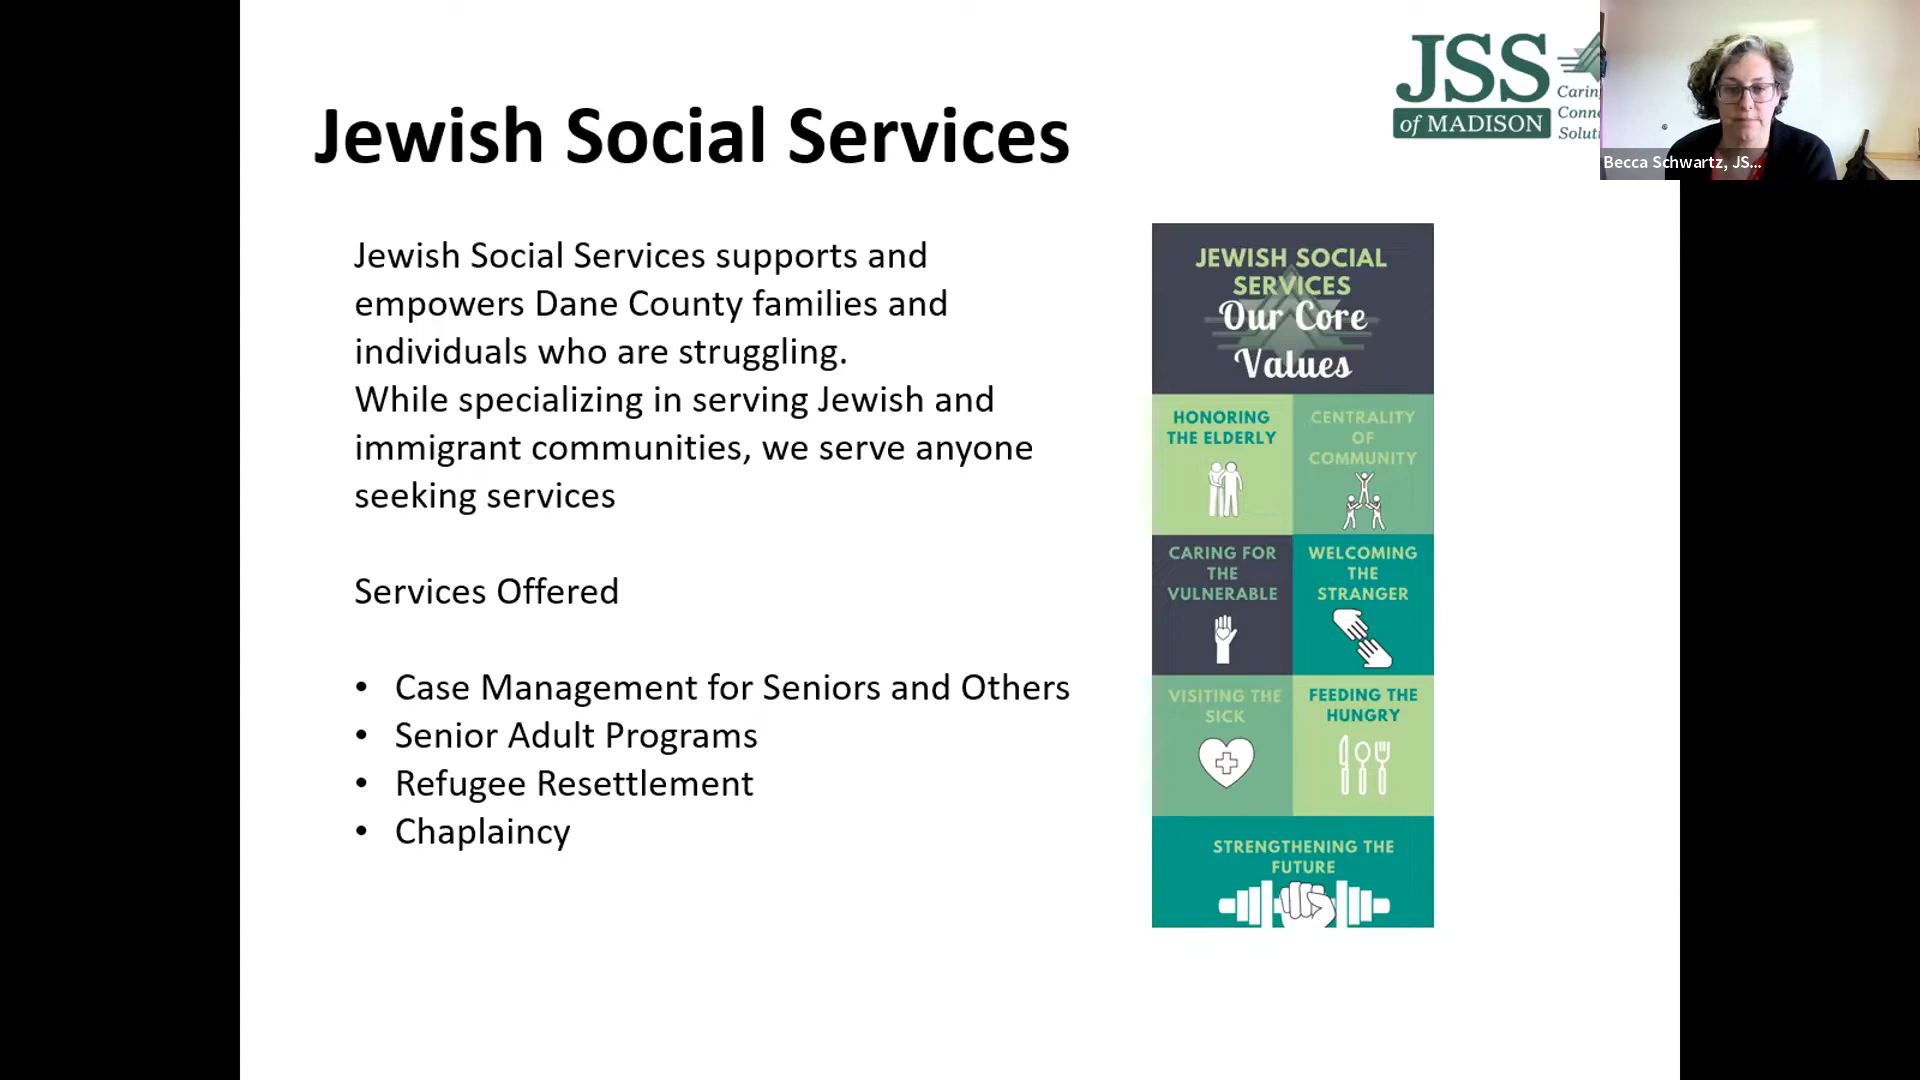 Jewish Social Services
JSS
of MADISON
Becca Schwartz, JS...
Jewish Social Services supports and
empowers Dane County families and
individuals who are struggling.
While specializing in serving Jewish and
immigrant communities, we serve anyone
seeking services
Services Offered
• Case Management for Seniors and Others
• Senior Adult Programs
• Refugee Resettlement
• Chaplaincy
JEWISH SOCIAL
SERVICES
Our Core
Values
HONORING
THE ELDERLY
CENTRALITY
OF
COMMUNITY
CARING FOR
THE
VULNERABLE
WELCOMING
THE
STRANGER
VISITING THE
SICK
FEEDING THE
HUNGRY
STRENGTHENING THE
FUTURE